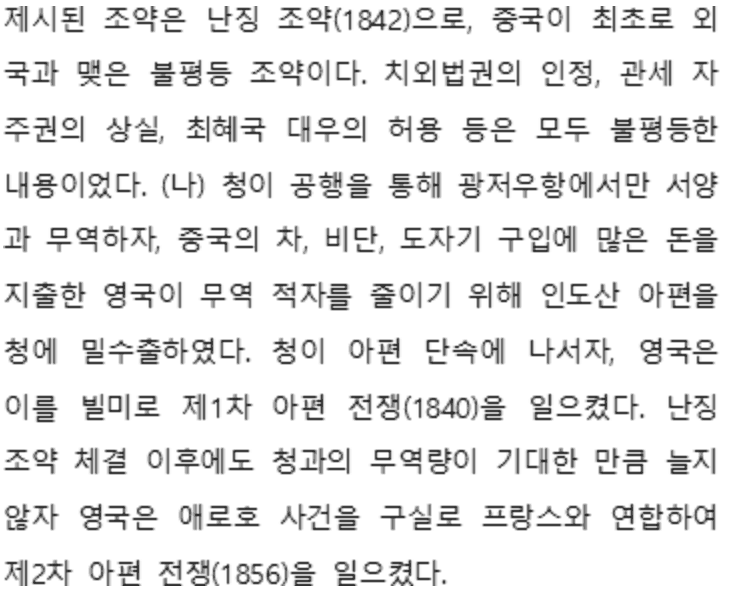 제시된 조약은 난징 조약(1842)으로, 중국이 최초로 외
국과 맺은 불평등 조약이다. 치외법권의 인정, 관세 자
주권의 상실, 최혜국 대우의 허용 등은 모두 불평등한
내용이었다. (나) 청이 공행을 통해 광저우항에서만 서양
과 무역하자, 중국의 차, 비단, 도자기 구입에 많은 돈을
지출한 영국이 무역 적자를 줄이기 위해 인도산 아편을
청에 밀수출하였다. 청이 아편 단속에 나서자, 영국은
이를 빌미로 제1차 아편 전쟁(1840)을 일으켰다. 난징
조약 체결 이후에도 청과의 무역량이 기대한 만큼 늘지
않자 영국은 애로호 사건을 구실로 프랑스와 연합하여
제2차 아편 전쟁(1856)을 일으켰다.